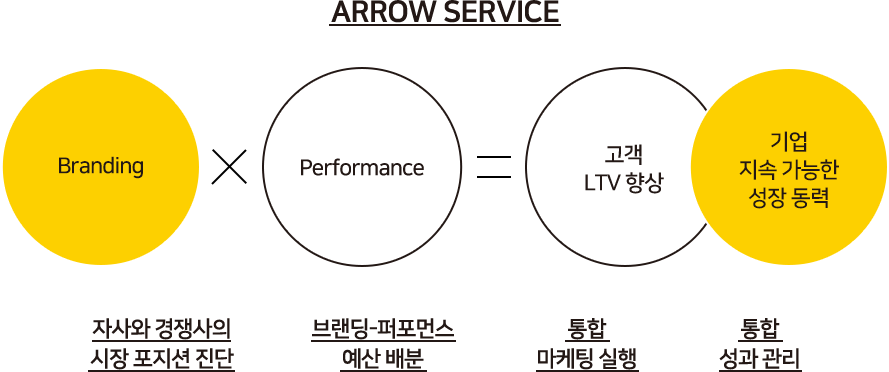 ARROW SERVICE
Branding
Performance
고객
LTV 향상
기업
지속 가능한
성장 동력
자사와 경쟁사의
시장 포지션 진단
브랜딩-퍼포먼스
예산 배분
통합
마케팅 실행
통합
성과 관리